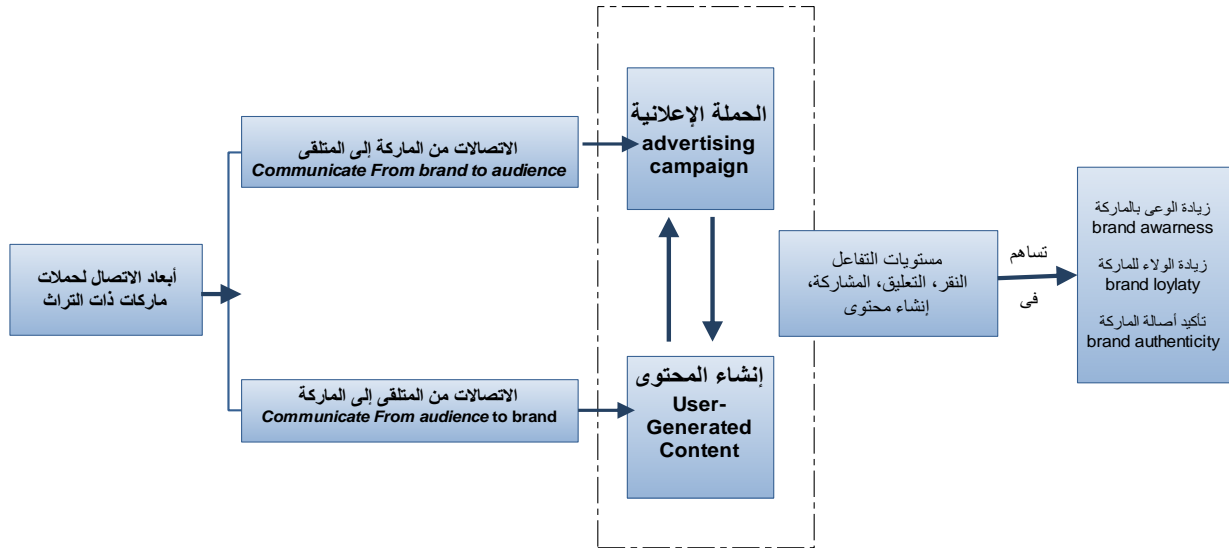 أبعاد الاتصال لحملات
ماركات ذات التراث
الاتصالات من الماركة إلى المتلقى
Communicate From brand to audience
الاتصالات من المتلقى إلى الماركة
Communicate From audience to brand
الحملة الإعلانية
advertising
campaign
إنشاء المحتوى
User-
Generated
Content
مستويات التفاعل
النقر، التعليق، المشاركة،
إنشاء محتوى
تساهم
فى
زيادة الوعى بالماركة
brand awarness
زيادة الولاء للماركة
brand loylaty
تأكيد أصالة الماركة
brand authenticity